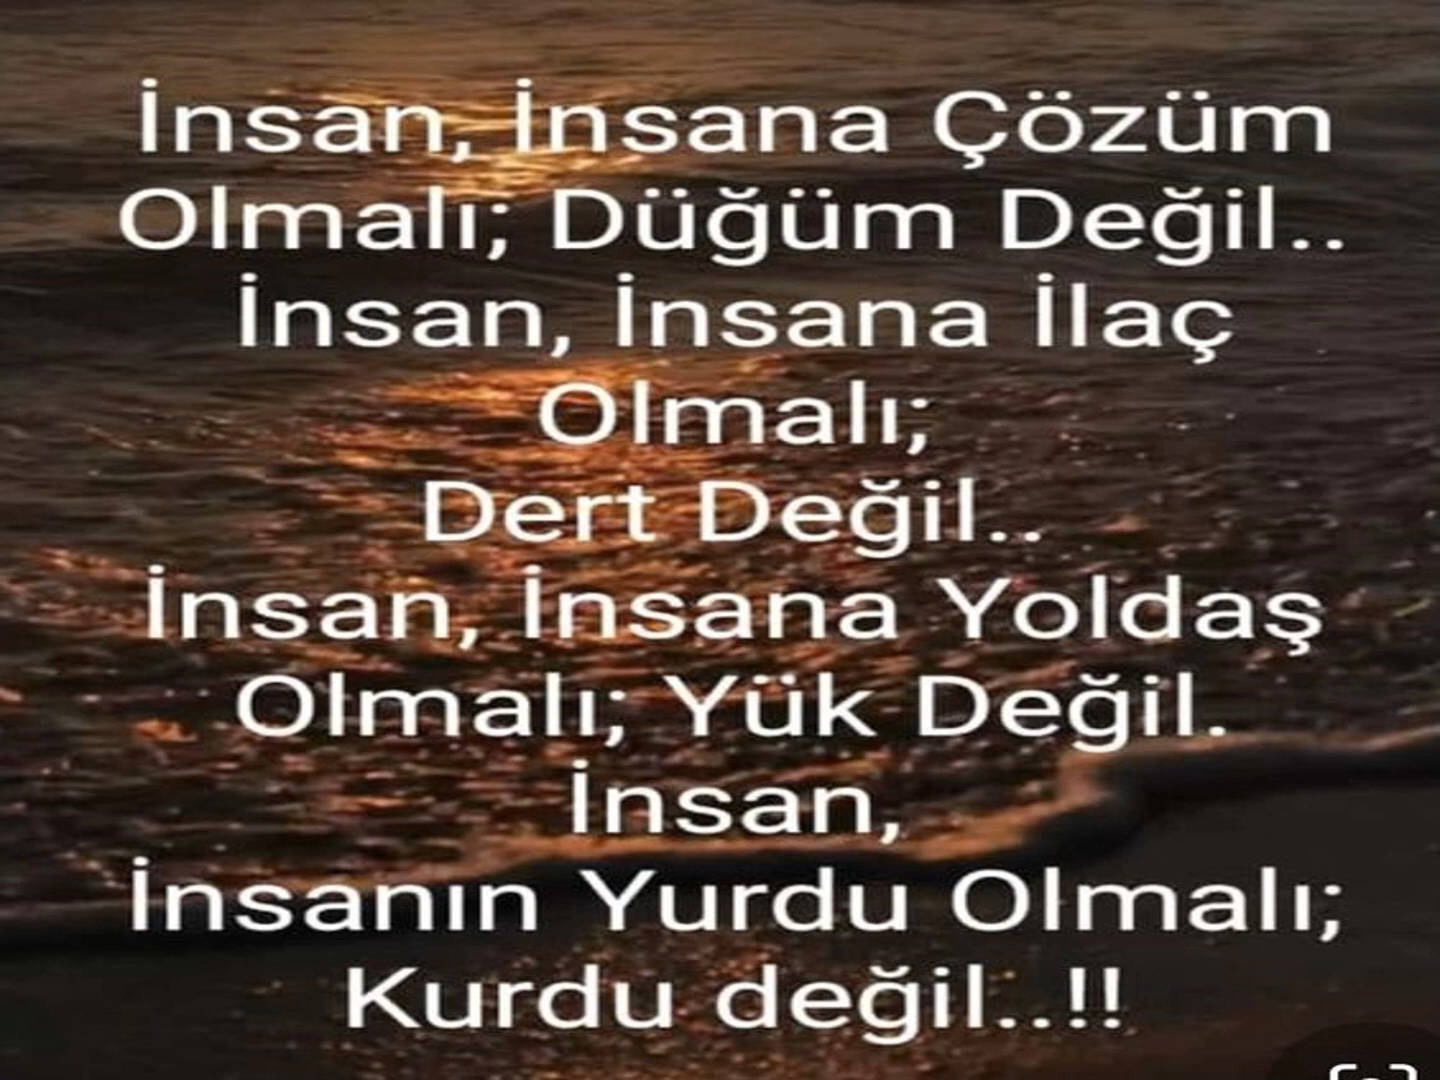 İnsan, İnsana Çözüm
Olmalı; Düğüm Değil..
İnsan, İnsana İlaç
Olmalı;
Dert Değil..
İnsan, İnsana Yoldaş
Olmalı; Yük Değil.
İnsan,
İnsanın Yurdu Olmalı;
Kurdu değil..!!